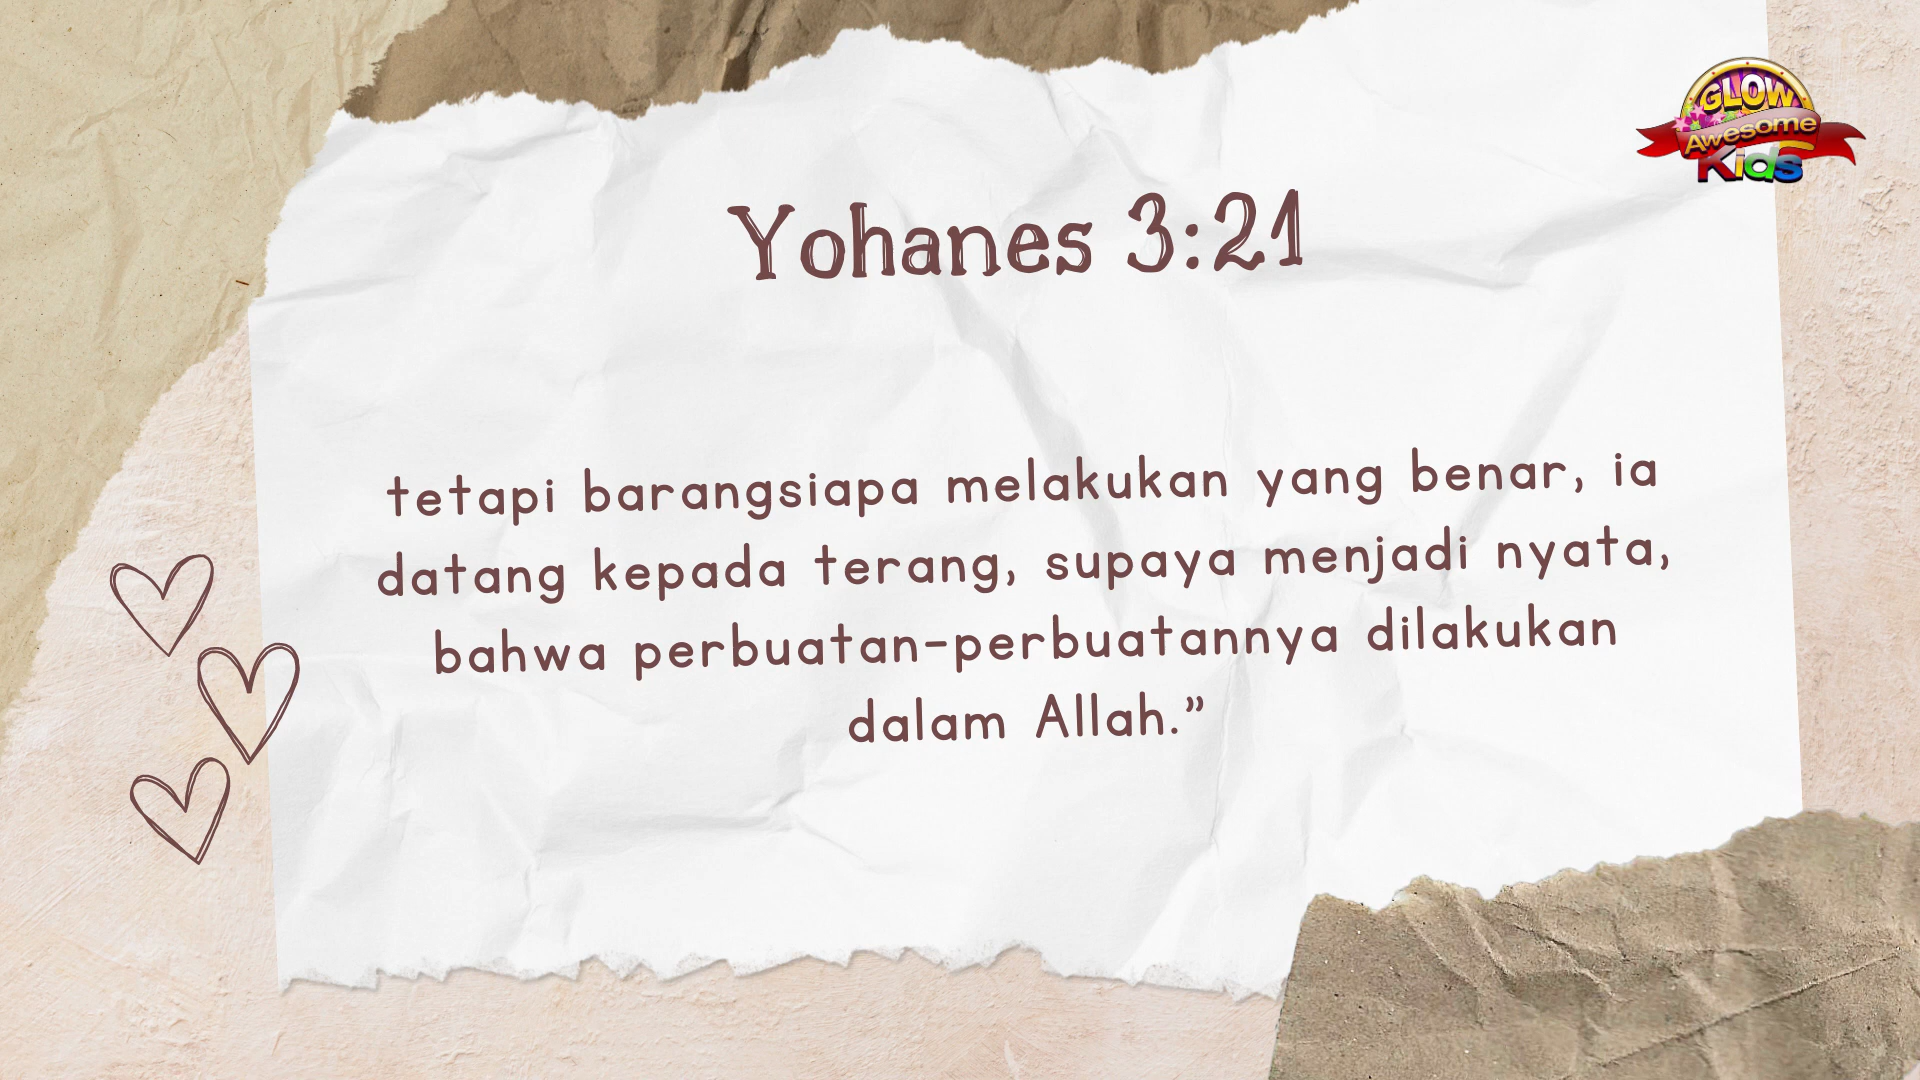 GLOW
Awesome
Kids
Yohanes 3:21
tetapi barangsiapa melakukan yang benar, ia
datang kepada terang, supaya menjadi nyata,
bahwa perbuatan-perbuatannya dilakukan
dalam Allah.”